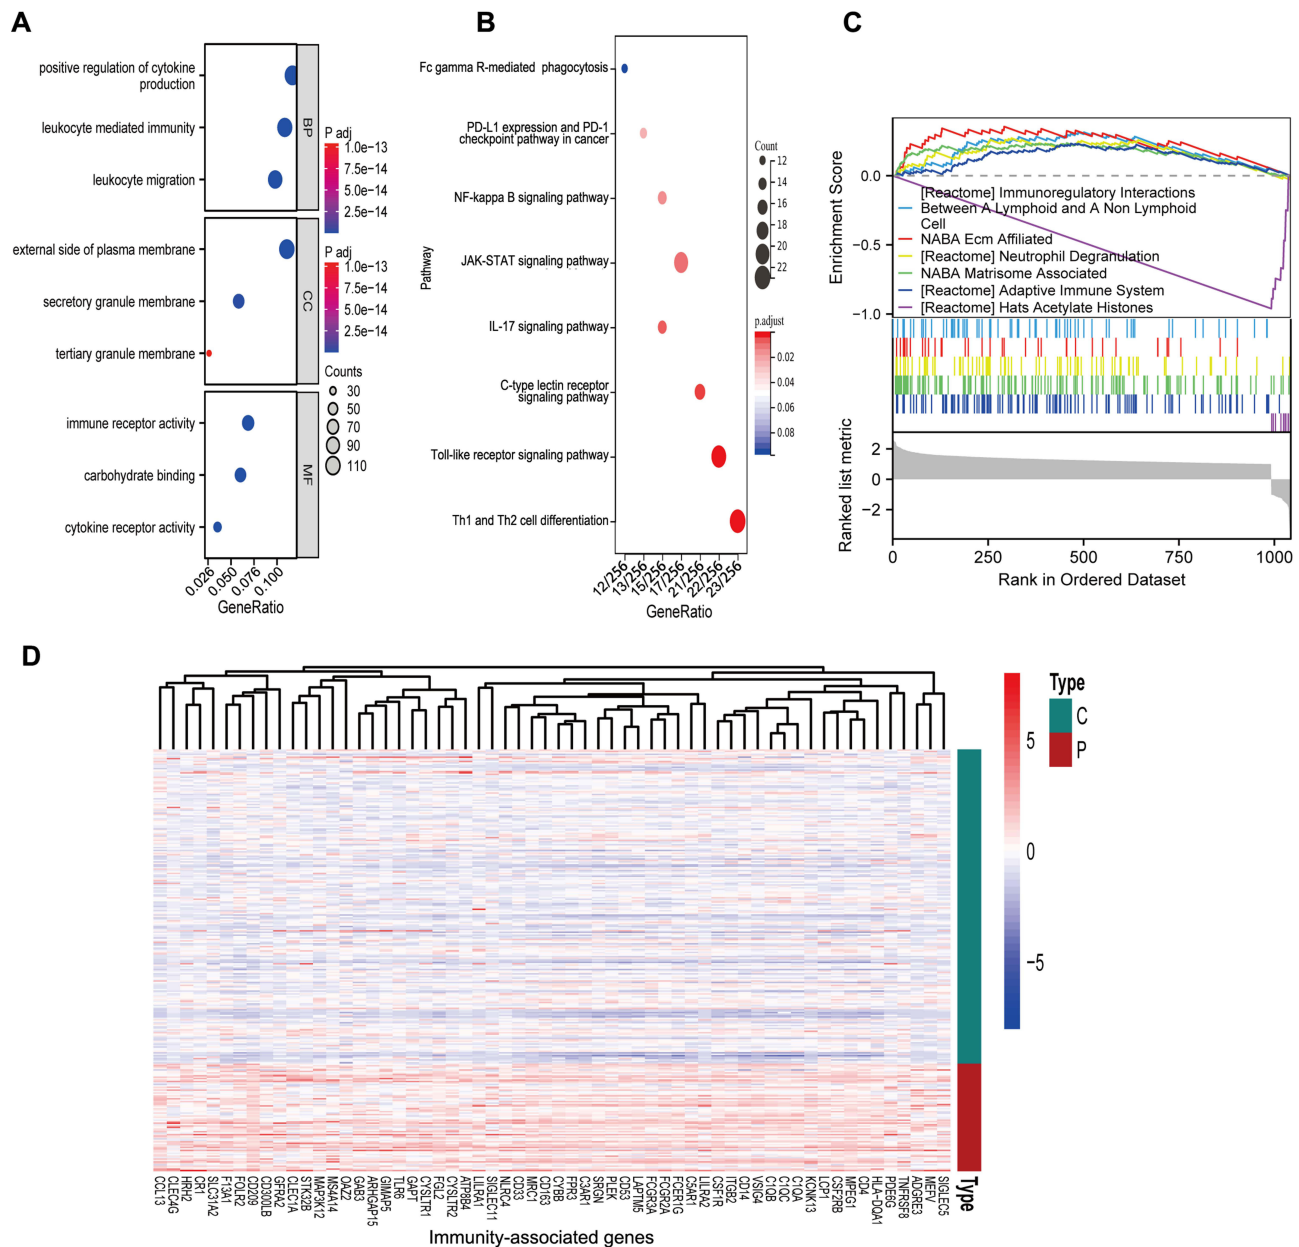 A
positive regulation of cytokine
production
leukocyte mediated immunity
leukocyte migration
BP
external side of plasma membrane
secretory granule membrane
tertiary granule membrane
CC
immune receptor activity
carbohydrate binding
cytokine receptor activity
MF
0.026
0.050
0.076
0.100
GeneRatio
P adj
1.0e-13
7.5e-14
5.0e-14
2.5e-14
P adj
1.0e-13
7.5e-14
5.0e-14
2.5e-14
Counts
30
50
70
90
110
B
Pathway
Fc gamma R-mediated phagocytosis
PD-L1 expression and PD-1
checkpoint pathway in cancer
NF-kappa B signaling pathway
JAK-STAT signaling pathway
IL-17 signaling pathway
C-type lectin receptor
signaling pathway
Toll-like receptor signaling pathway
Th1 and Th2 cell differentiation
12/256
13/256
15/256
17/256
21/256
22/256
23/256
GeneRatio
Count
12
14
16
18
20
22
p.adjust
0.02
0.04
0.06
0.08
C
Enrichment Score
0.0
−0.5
−1.0
[Reactome] Immunoregulatory Interactions
Between A Lymphoid and A Non Lymphoid
Cell
NABA Ecm Affiliated
[Reactome] Neutrophil Degranulation
NABA Matrisome Associated
[Reactome] Adaptive Immune System
[Reactome] Hats Acetylate Histones
Ranked list metric
2
0
−2
0
250
500
750
1000
Rank in Ordered Dataset
D
CCL13
CLEC4G
HRH2
CR1
SLC31A2
F13A1
FOLR2
CD209
CD300LB
GFRA2
CLEC1A
STK32B
MAP3K12
MS4A14
OAZ2
GAB3
ARHGAP15
GIMAP5
TLR6
GAPT
CYSLTR1
FGL2
CYSLTR2
ATP8B4
LILRA1
SIGLEC11
NLRC4
CD33
MRC1
CD163
CYBB
FPR3
C3AR1
SRGN
PLEK
CD53
LAPTM5
FCGR3A
FCGR2A
FCER1G
C5AR1
LILRA2
CSF1R
ITGB2
CD14
VSIG4
C1QB
C1QC
C1QA
KCNK13
LCP1
CSF2RB
MPEG1
CD4
HLA-DQA1
PDE6G
TNFRSF8
ADGRE3
MEFV
SIGLEC5
Type
Immunity-associated genes
5
0
−5
Type
C
P